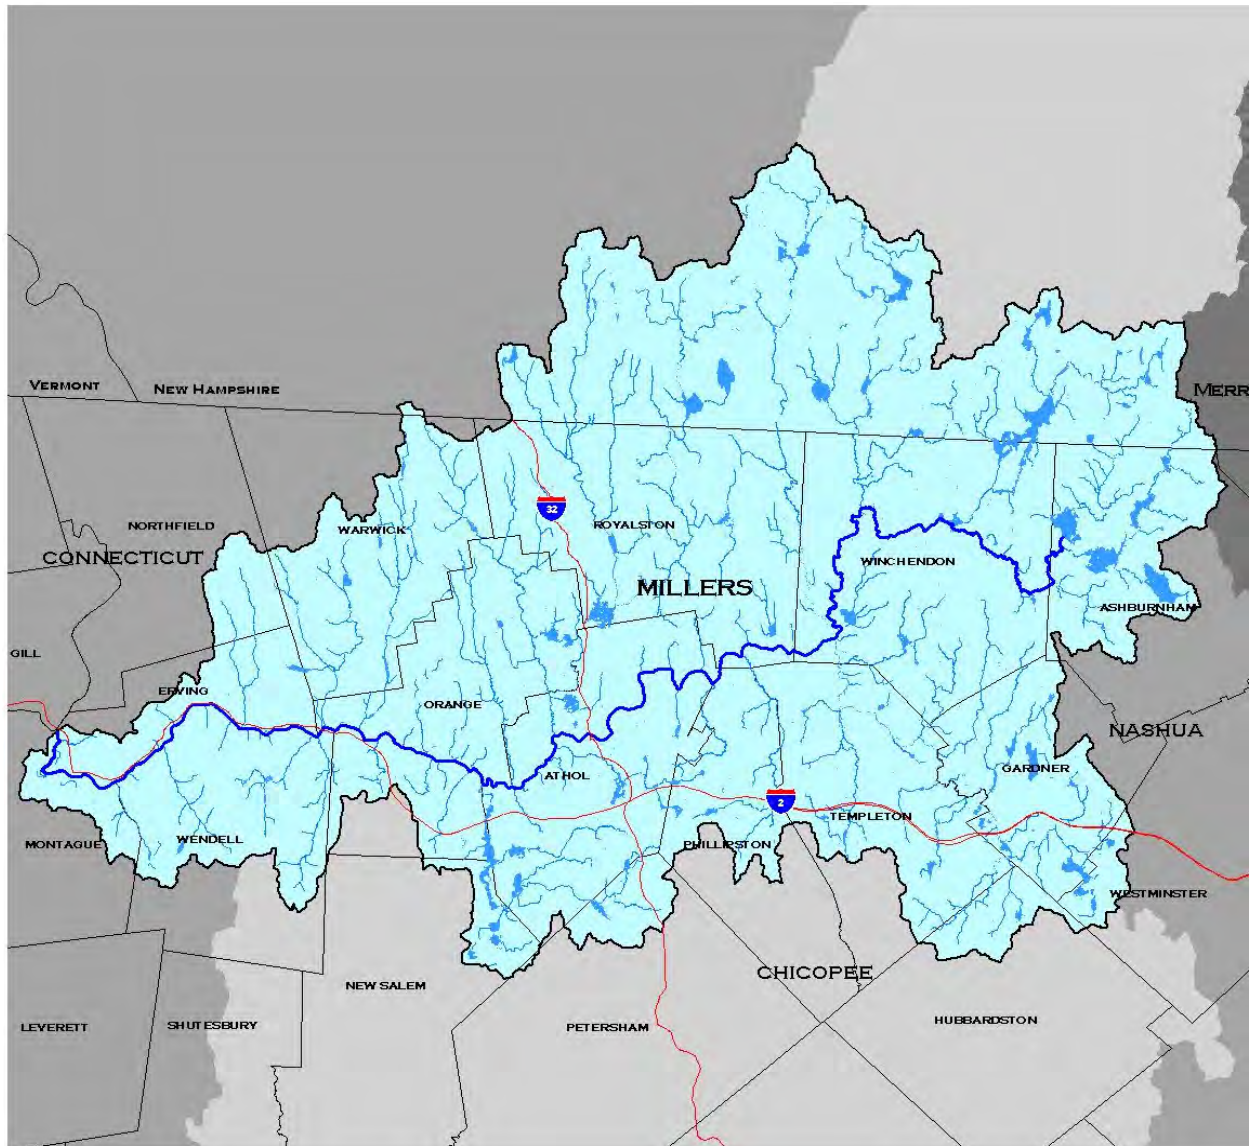 VERMONT
NEW HAMPSHIRE
MERR
32
NORTHFIELD
WARWICK
ROYALSTON
CONNECTICUT
WINCHENDON
MILLERS
ASHBURNHAM
GILL
ERVING
ORANGE
NASHUA
ATHOL
GARDNER
2
TEMPLETON
MONTAGUE
WENDELL
PHILLIPSTON
WESTMINSTER
CHICOPEE
NEW SALEM
LEVERETT
SHUTESBURY
PETERSHAM
HUBBARDSTON